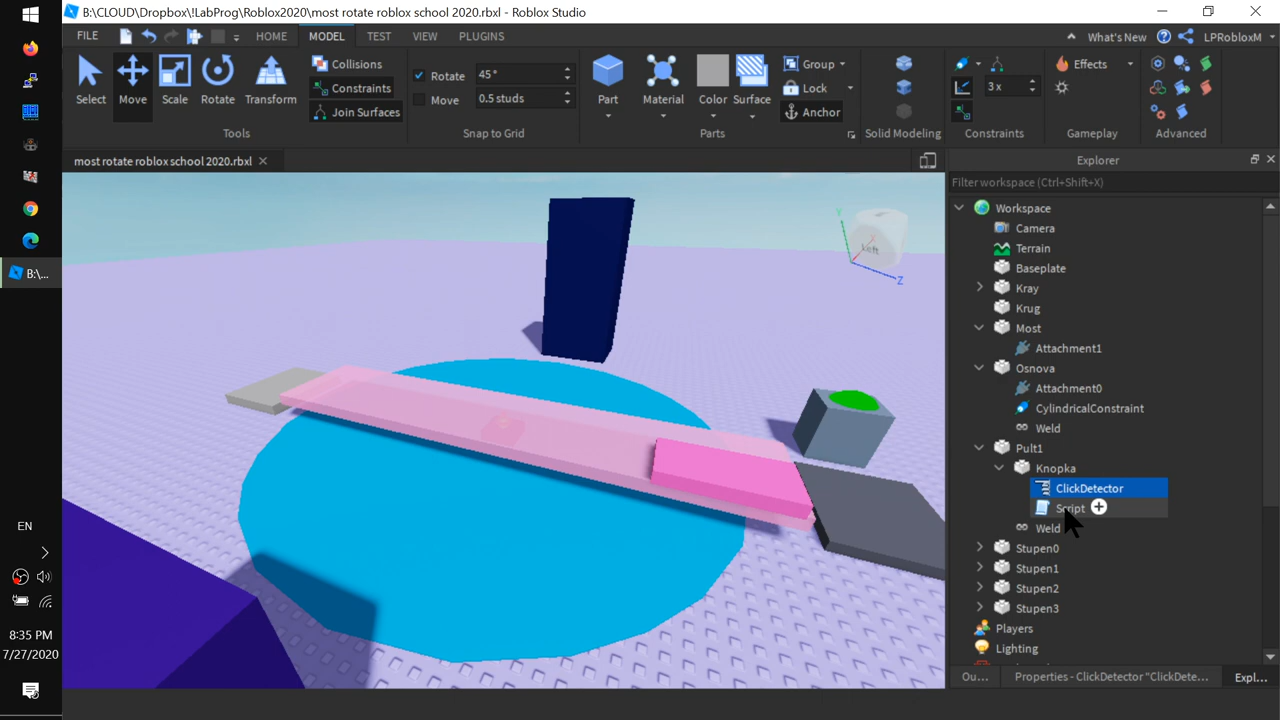 B:\CLOUD\Dropbox\!LabProg\Roblox2020\most rotate roblox school 2020.rbxl - Roblox Studio
FILE
HOME
MODEL
TEST
VIEW
PLUGINS
What's New
LPRobloxM
Select
Move
Scale
Rotate
Transform
Collisions
Constraints
Join Surfaces
Tools
Rotate
45°
Move
0.5 studs
Snap to Grid
Part
Material
Color
Surface
Group
Lock
Anchor
Parts
Solid Modeling
3 x
Constraints
Effects
Gameplay
Advanced
most rotate roblox school 2020.rbxl
Y
Left
X
Z
Explorer
Filter workspace (Ctrl+Shift+X)
Workspace
Camera
Terrain
Baseplate
Kray
Krug
Most
Attachment1
Osnova
Attachment0
CylindricalConstraint
Weld
Pult1
Knopka
ClickDetector
Script
Weld
Stupen0
Stupen1
Stupen2
Stupen3
Players
Lighting
Ou...
Properties - ClickDetector "ClickDete...
Expl...
B:\...
EN
8:35 PM
7/27/2020